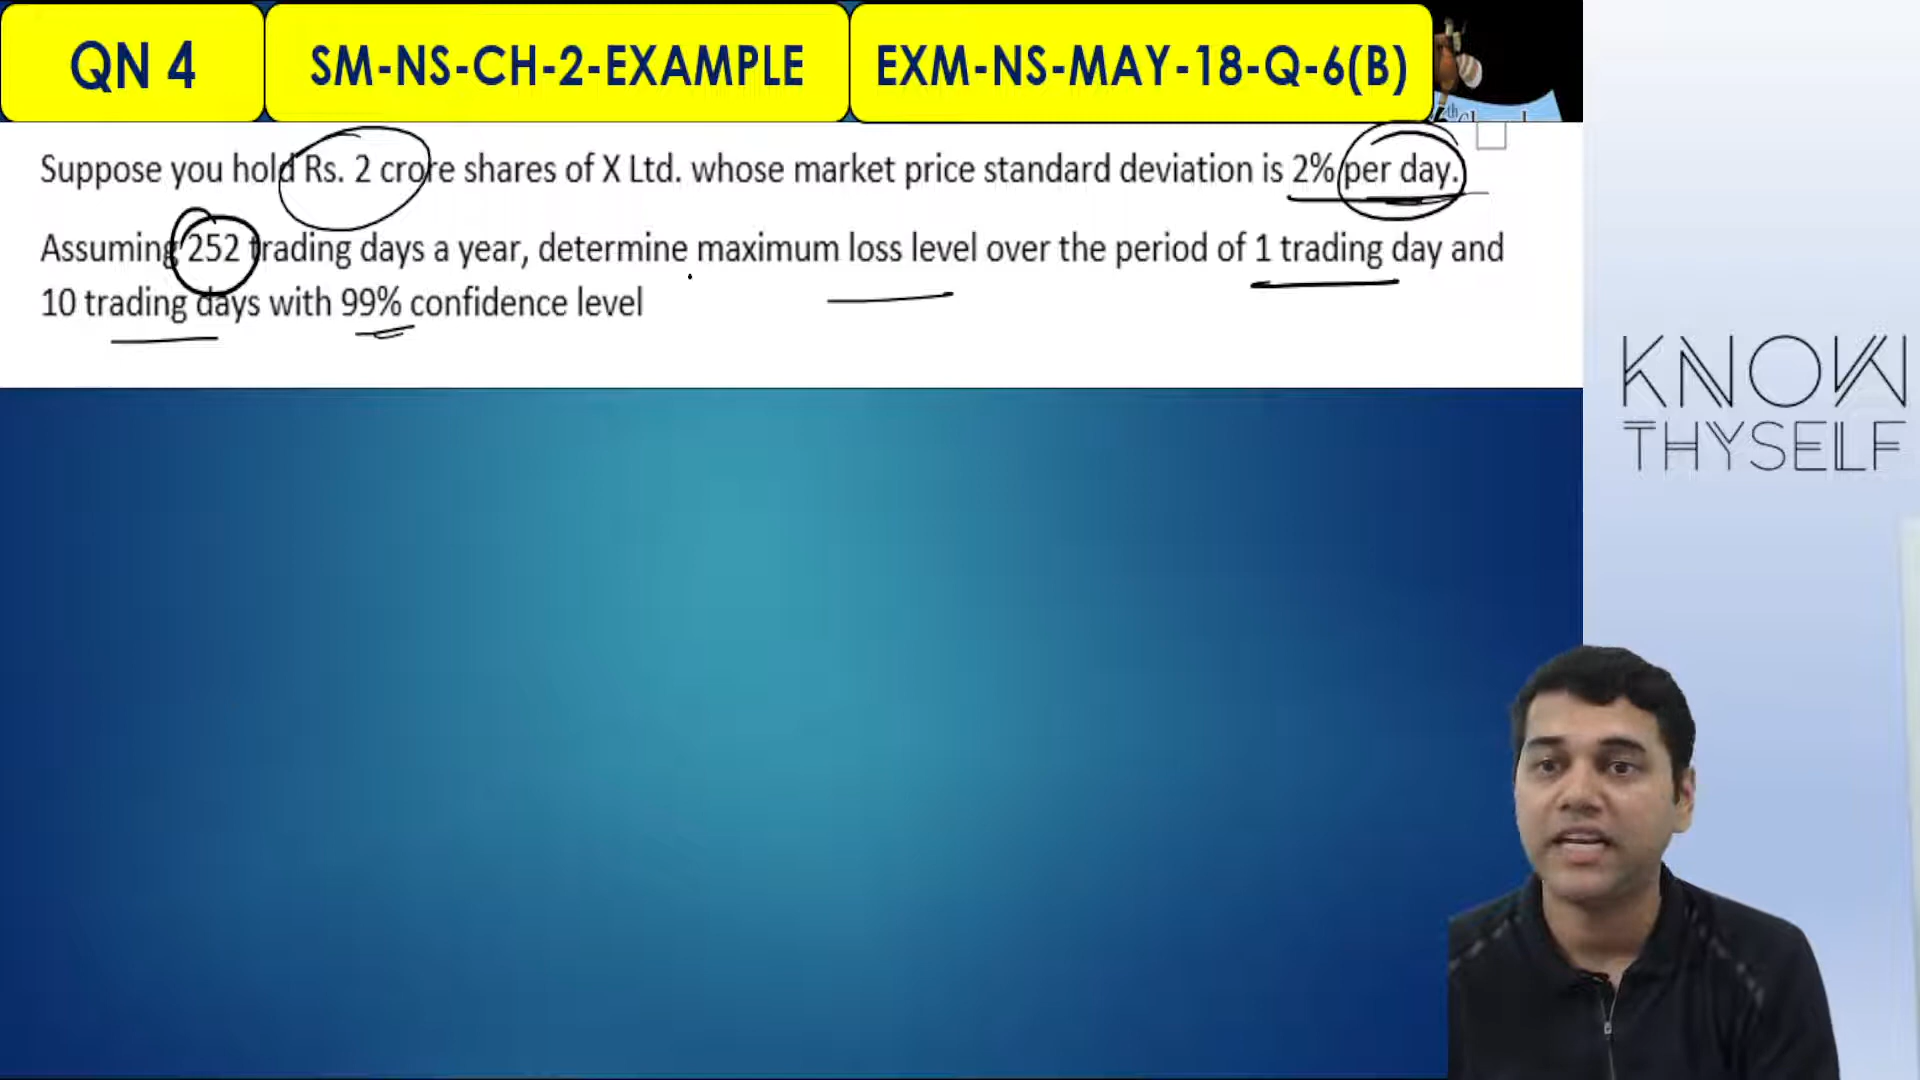 QN 4
SM-NS-CH-2-EXAMPLE
EXM-NS-MAY-18-Q-6(B)
Suppose you hold Rs. 2 crore shares of X Ltd. whose market price standard deviation is 2% per day.
Assuming 252 trading days a year, determine maximum loss level over the period of 1 trading day and
10 trading days with 99% confidence level
KNOW
THYSELF